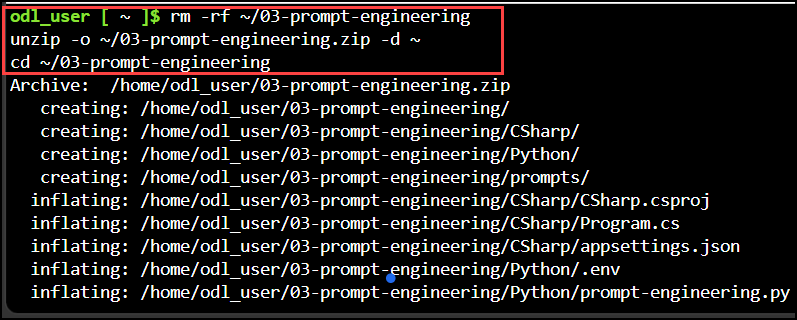 odl_user [ ~ ]$ rm -rf ~/03-prompt-engineering
unzip -o ~/03-prompt-engineering.zip -d ~
cd ~/03-prompt-engineering
Archive:  /home/odl_user/03-prompt-engineering.zip
   creating: /home/odl_user/03-prompt-engineering/
   creating: /home/odl_user/03-prompt-engineering/CSharp/
   creating: /home/odl_user/03-prompt-engineering/Python/
   creating: /home/odl_user/03-prompt-engineering/prompts/
  inflating: /home/odl_user/03-prompt-engineering/CSharp/CSharp.csproj
  inflating: /home/odl_user/03-prompt-engineering/CSharp/Program.cs
  inflating: /home/odl_user/03-prompt-engineering/CSharp/appsettings.json
  inflating: /home/odl_user/03-prompt-engineering/Python/.env
  inflating: /home/odl_user/03-prompt-engineering/Python/prompt-engineering.py